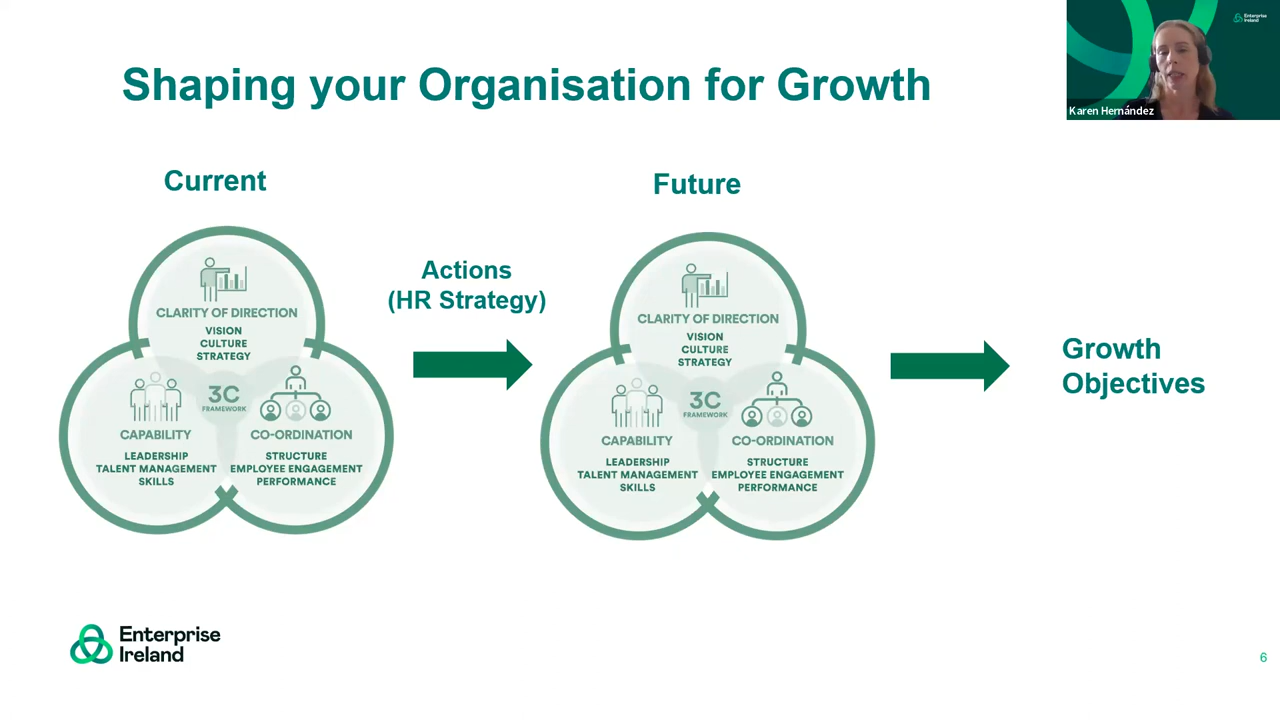 Shaping your Organisation for Growth
Enterprise
Ireland
Karen Hernández
Current
CLARITY OF DIRECTION
VISION
CULTURE
STRATEGY
3C
FRAMEWORK
CAPABILITY
LEADERSHIP
TALENT MANAGEMENT
SKILLS
CO-ORDINATION
STRUCTURE
EMPLOYEE ENGAGEMENT
PERFORMANCE
Actions
(HR Strategy)
Future
CLARITY OF DIRECTION
VISION
CULTURE
STRATEGY
3C
FRAMEWORK
CAPABILITY
LEADERSHIP
TALENT MANAGEMENT
SKILLS
CO-ORDINATION
STRUCTURE
EMPLOYEE ENGAGEMENT
PERFORMANCE
Growth
Objectives
Enterprise
Ireland
6